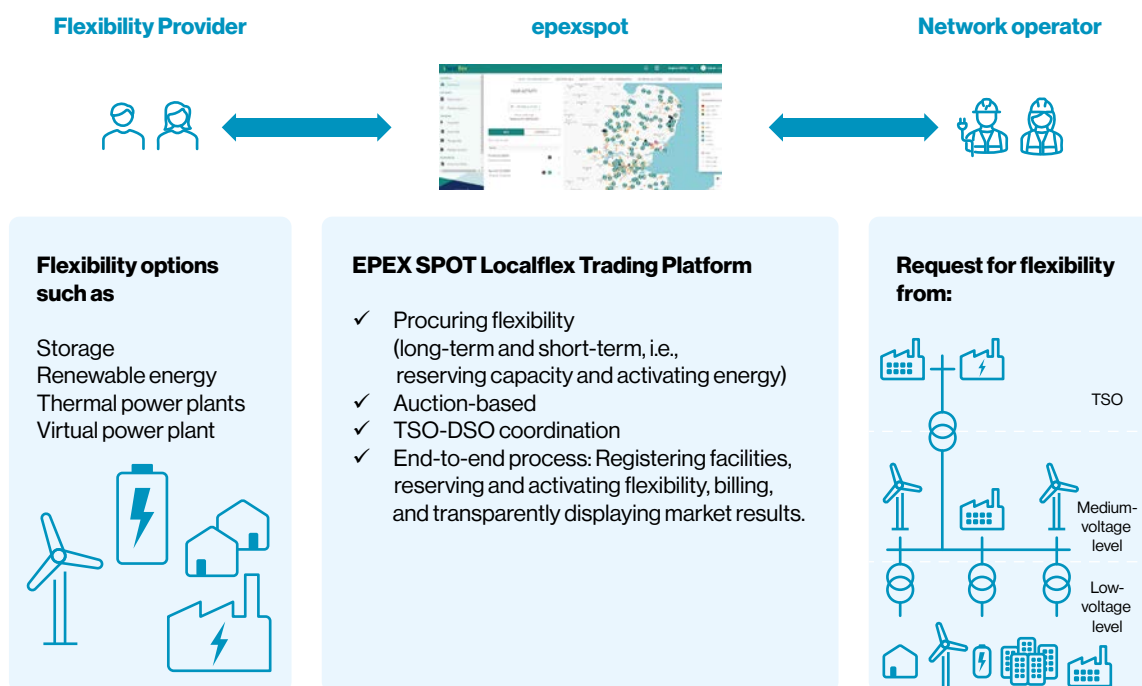 Flexibility Provider
epexspot
Network operator
Flexibility options
such as
Storage
Renewable energy
Thermal power plants
Virtual power plant
EPEX SPOT Localflex Trading Platform
✓ Procuring flexibility
(long-term and short-term, i.e.,
reserving capacity and activating energy)
✓ Auction-based
✓ TSO-DSO coordination
✓ End-to-end process: Registering facilities,
reserving and activating flexibility, billing,
and transparently displaying market results.
Request for flexibility
from:
TSO
Medium-
voltage
level
Low-
voltage
level